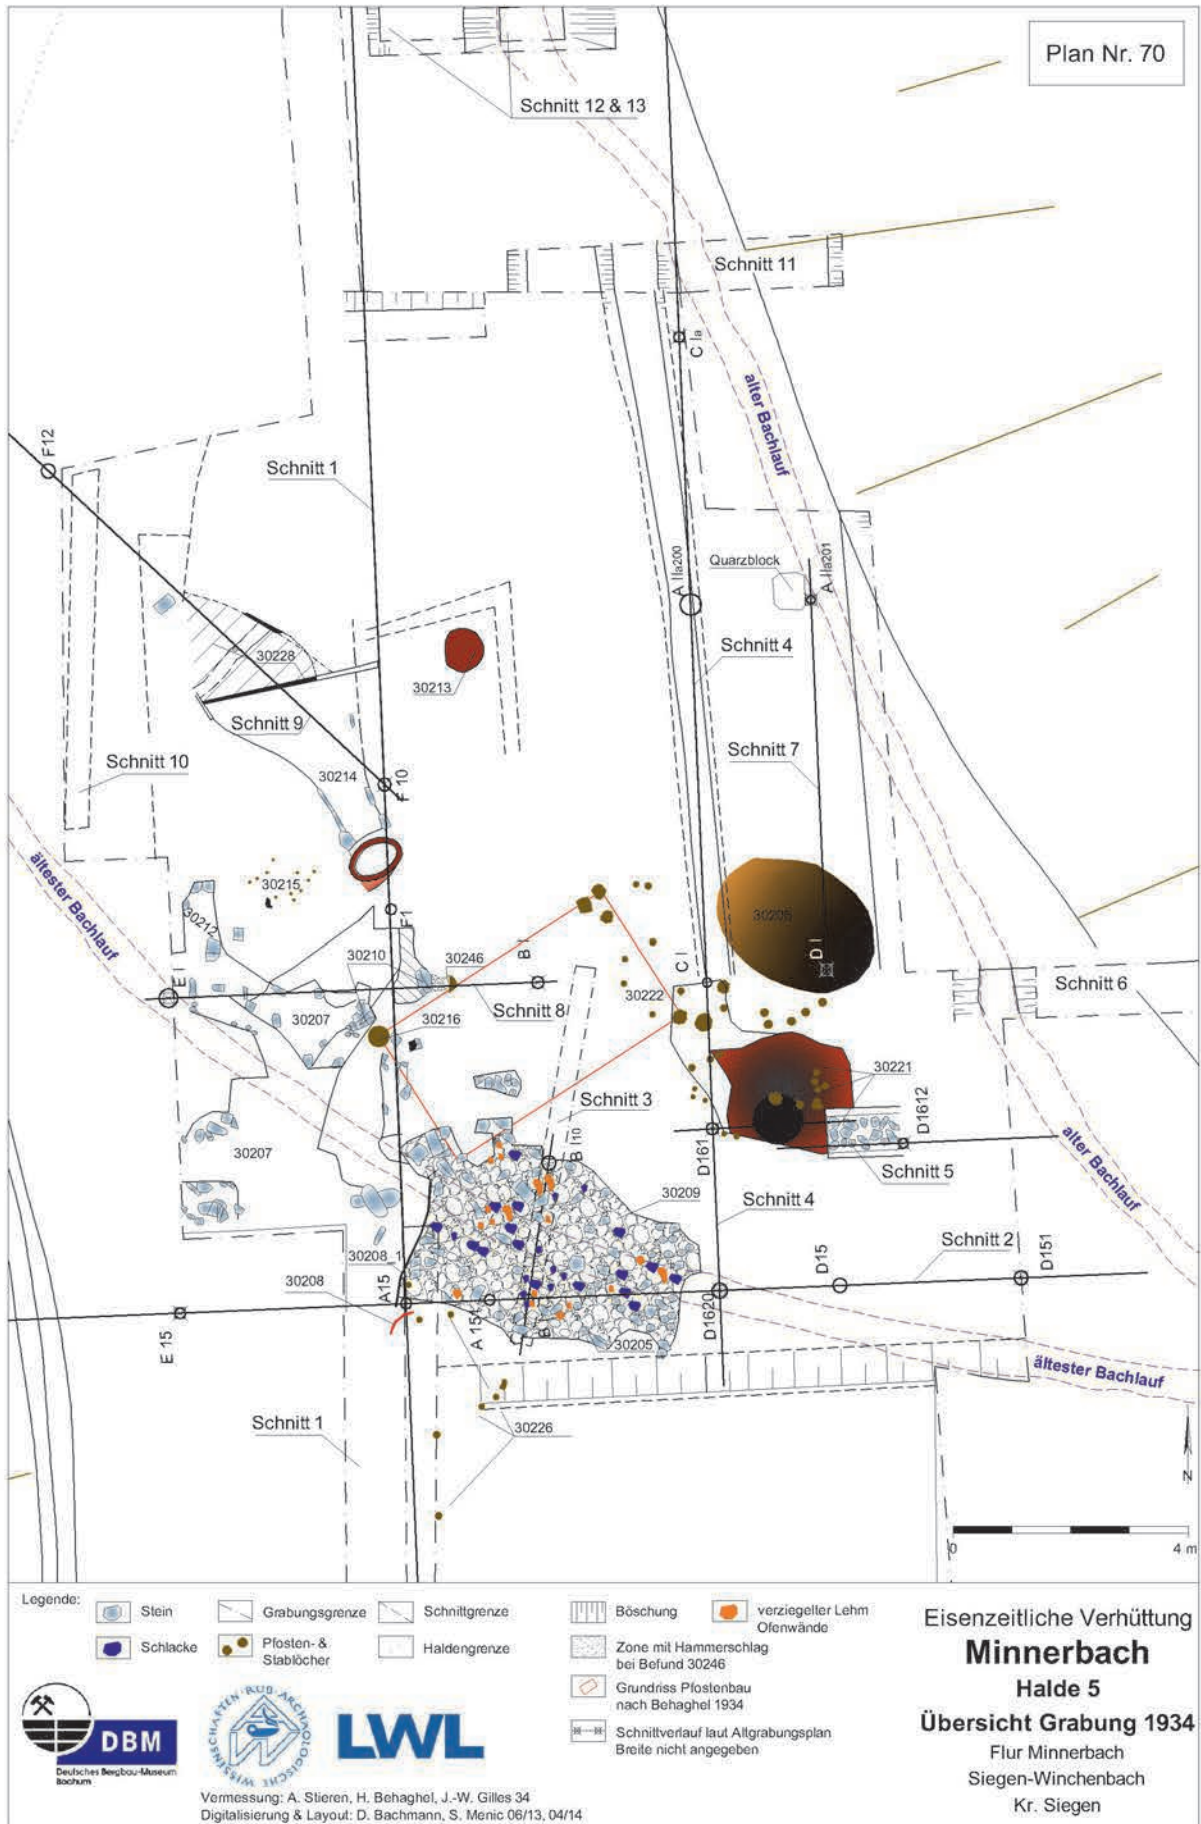 Plan Nr. 70
Schnitt 12 & 13
Schnitt 11
C Ia
alter Bachlauf
F12
Schnitt 1
A IIa200
Quarzblock
A IIa201
30228
30213
Schnitt 4
Schnitt 9
Schnitt 7
Schnitt 10
30214
F 10
ältester Bachlauf
30215
30212
F1
30206
30210
30246
B I
C I
D I
E I
30222
Schnitt 6
30207
30216
Schnitt 8
30221
Schnitt 3
D1612
B I10
30207
D161
Schnitt 5
alter Bachlauf
30209
Schnitt 4
30208_1
Schnitt 2
30208
A15
D15
D151
E 15
A 151
D1620
B
30205
ältester Bachlauf
Schnitt 1
30226
N
0
4 m
Legende:
Stein
Grabungsgrenze
Schnittgrenze
Böschung
verziegelter Lehm
Ofenwände
Schlacke
Pfosten- &
Stablöcher
Haldengrenze
Zone mit Hammerschlag
bei Befund 30246
Grundriss Pfostenbau
nach Behaghel 1934
Schnittverlauf laut Altgrabungsplan
Breite nicht angegeben
DBM
Deutsches Bergbau-Museum
Bochum
WISSENSCHAFTEN · RUB · ARCHÄOLOGISCHE
LWL
Vermessung: A. Stieren, H. Behaghel, J.-W. Gilles 34
Digitalisierung & Layout: D. Bachmann, S. Menic 06/13, 04/14
Eisenzeitliche Verhüttung
Minnerbach
Halde 5
Übersicht Grabung 1934
Flur Minnerbach
Siegen-Winchenbach
Kr. Siegen